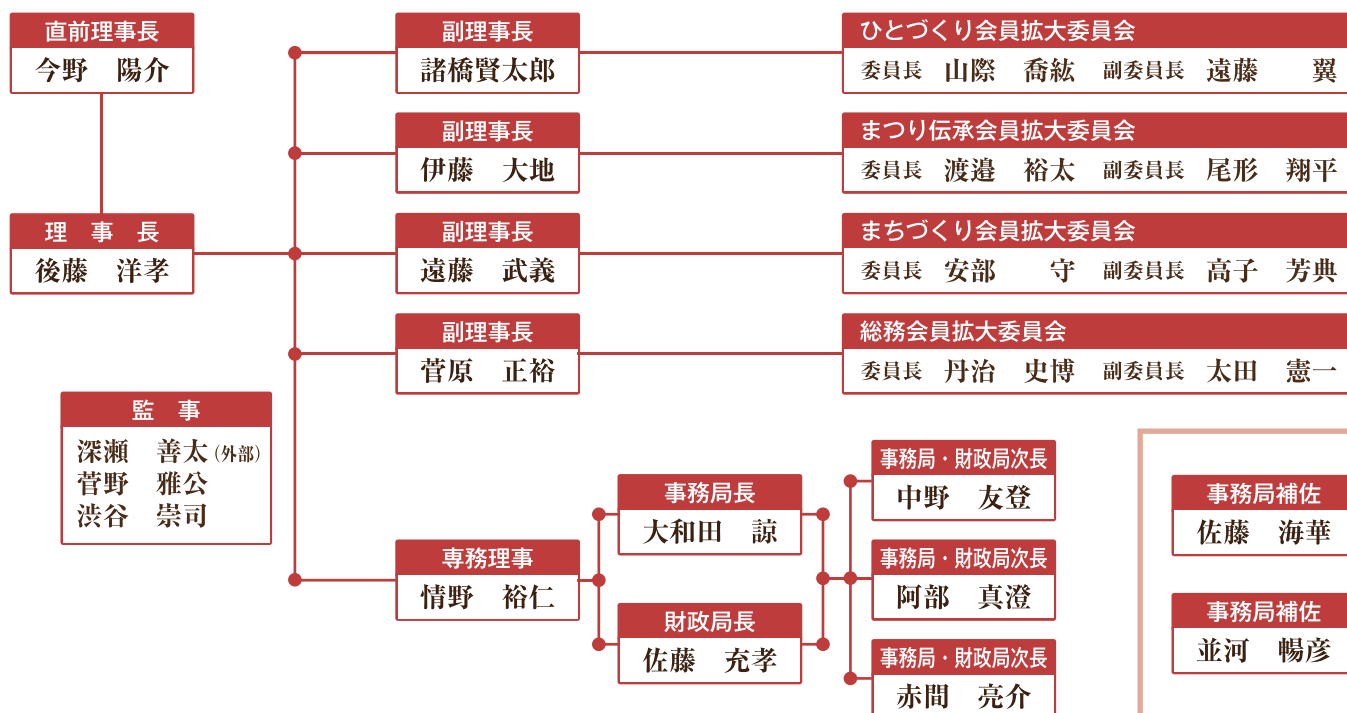 直前理事長
今野　陽介
理　事　長
後藤　洋孝
監　事
深瀬　善太(外部)
菅野　雅公
渋谷　崇司
副理事長
諸橋賢太郎
副理事長
伊藤　大地
副理事長
遠藤　武義
副理事長
菅原　正裕
専務理事
情野　裕仁
ひとづくり会員拡大委員会
委員長　山際　喬紘　副委員長　遠藤　　翼
まつり伝承会員拡大委員会
委員長　渡邉　裕太　副委員長　尾形　翔平
まちづくり会員拡大委員会
委員長　安部　　守　副委員長　高子　芳典
総務会員拡大委員会
委員長　丹治　史博　副委員長　太田　憲一
事務局長
大和田　諒
財政局長
佐藤　充孝
事務局・財政局次長
中野　友登
事務局・財政局次長
阿部　真澄
事務局・財政局次長
赤間　亮介
事務局補佐
佐藤　海華
事務局補佐
並河　暢彦